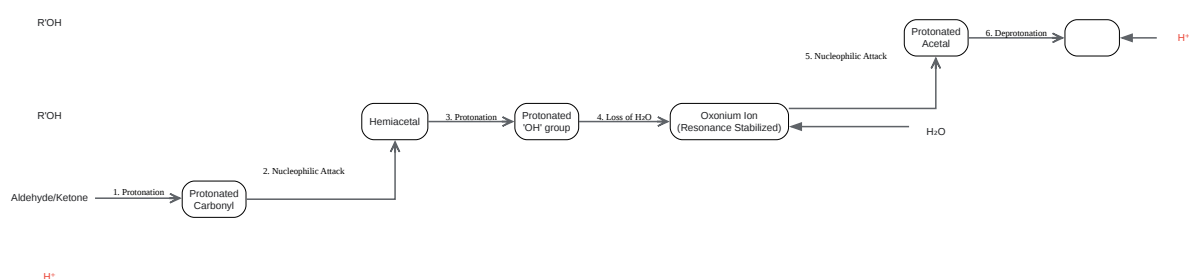 R'OH
Protonated
Acetal
6. Deprotonation
H⁺
5. Nucleophilic Attack
R'OH
Hemiacetal
3. Protonation
Protonated
'OH' group
4. Loss of H₂O
Oxonium Ion
(Resonance Stabilized)
H₂O
2. Nucleophilic Attack
Aldehyde/Ketone
1. Protonation
Protonated
Carbonyl
H⁺